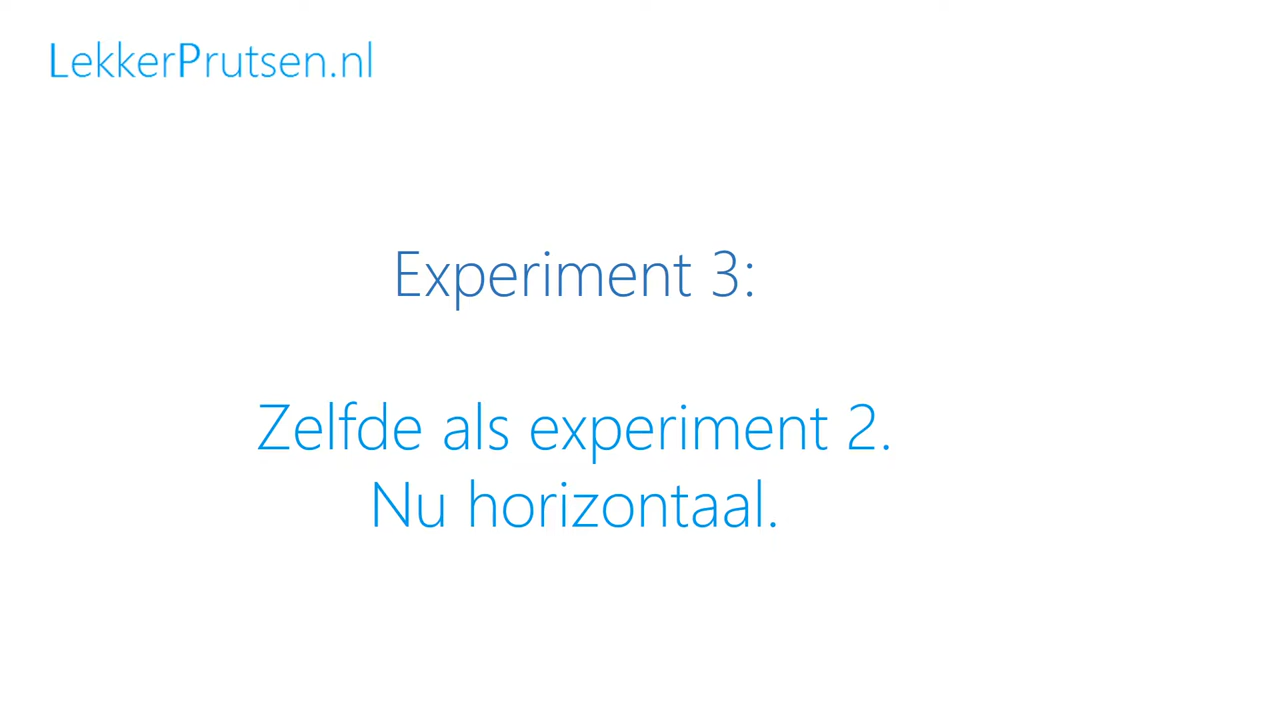 LekkerPrutsen.nl
Experiment 3:
Zelfde als experiment 2.
Nu horizontaal.